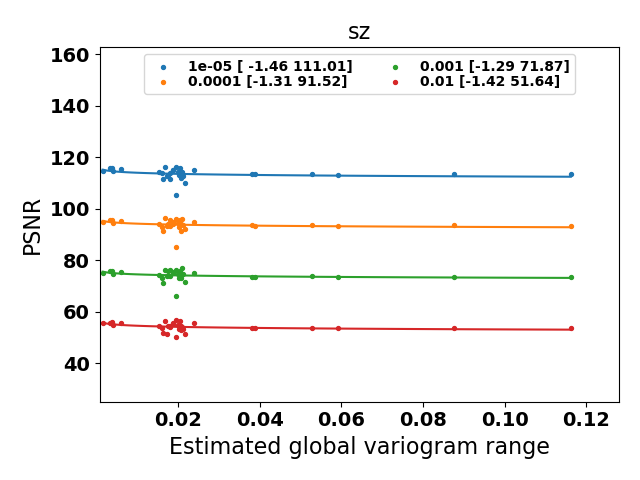 sz
1e-05 [ -1.46 111.01]
0.0001 [-1.31 91.52]
0.001 [-1.29 71.87]
0.01 [-1.42 51.64]
160
140
120
100
80
60
40
PSNR
0.02 0.04 0.06 0.08 0.10 0.12
Estimated global variogram range